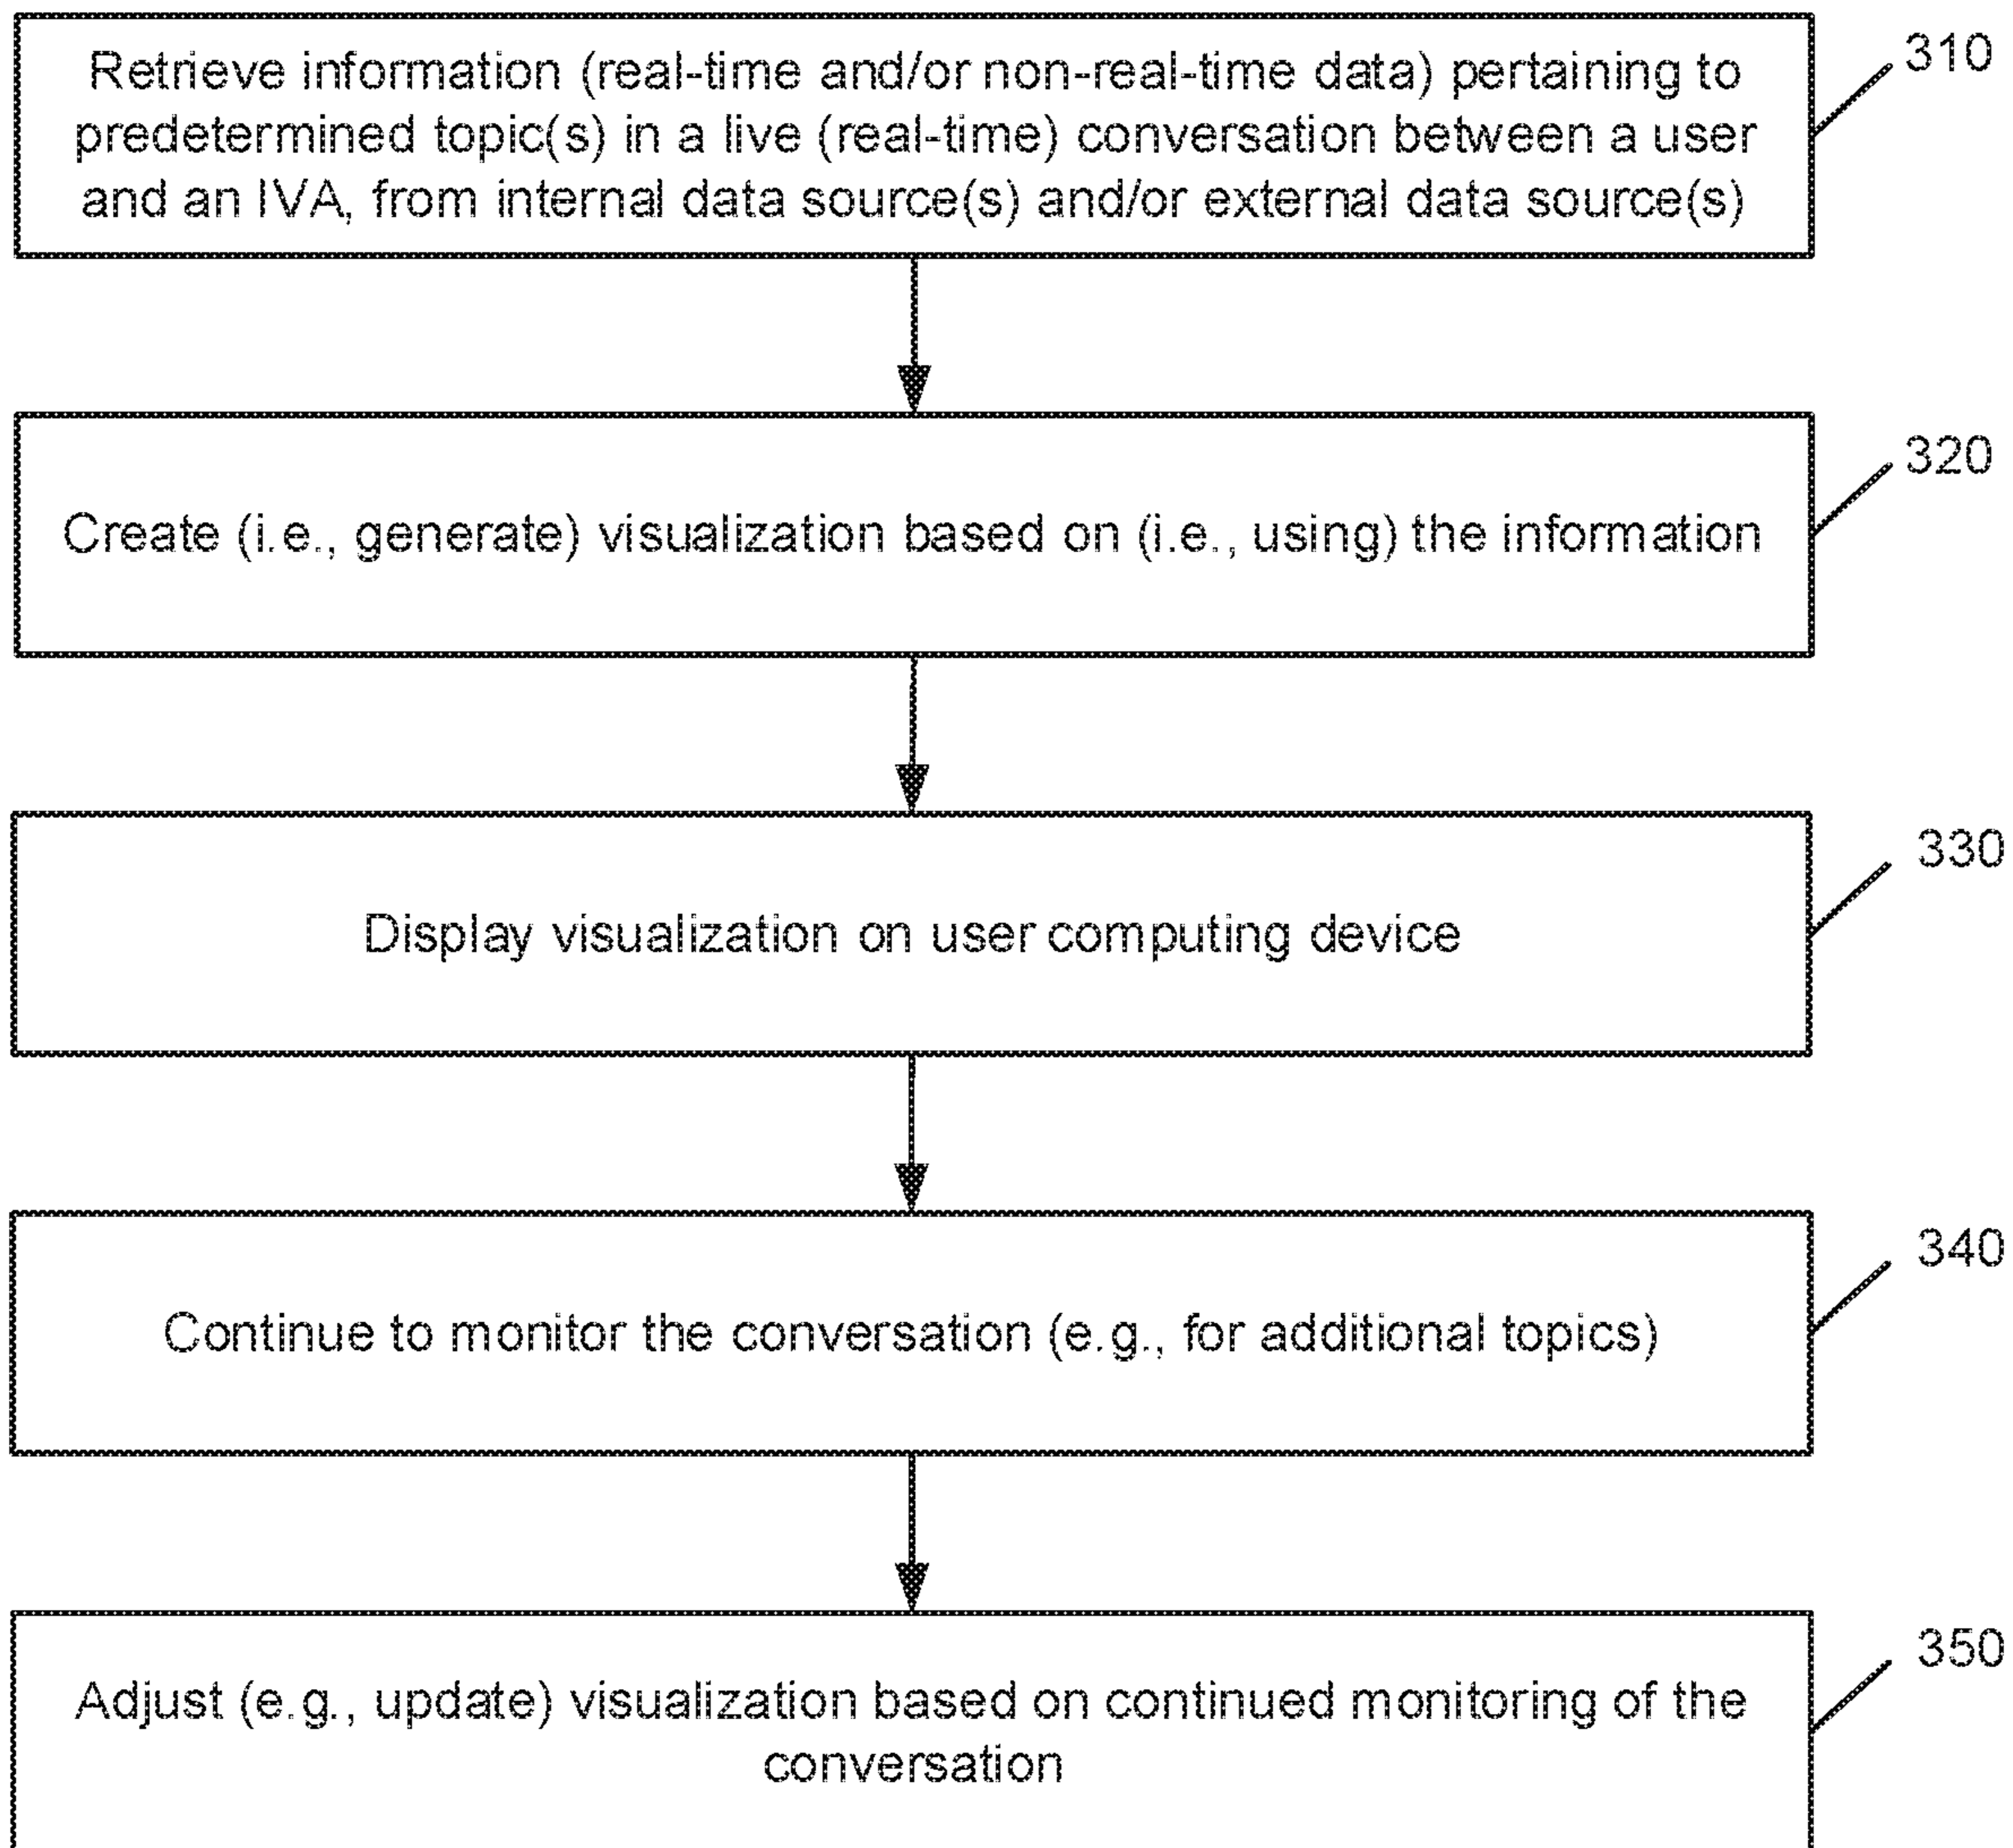 Retrieve information (real-time and/or non-real-time data) pertaining to
predetermined topic(s) in a live (real-time) conversation between a user
and an IVA, from internal data source(s) and/or external data source(s)
310
Create (i.e., generate) visualization based on (i.e., using) the information
320
Display visualization on user computing device
330
Continue to monitor the conversation (e.g., for additional topics)
340
Adjust (e.g., update) visualization based on continued monitoring of the
conversation
350